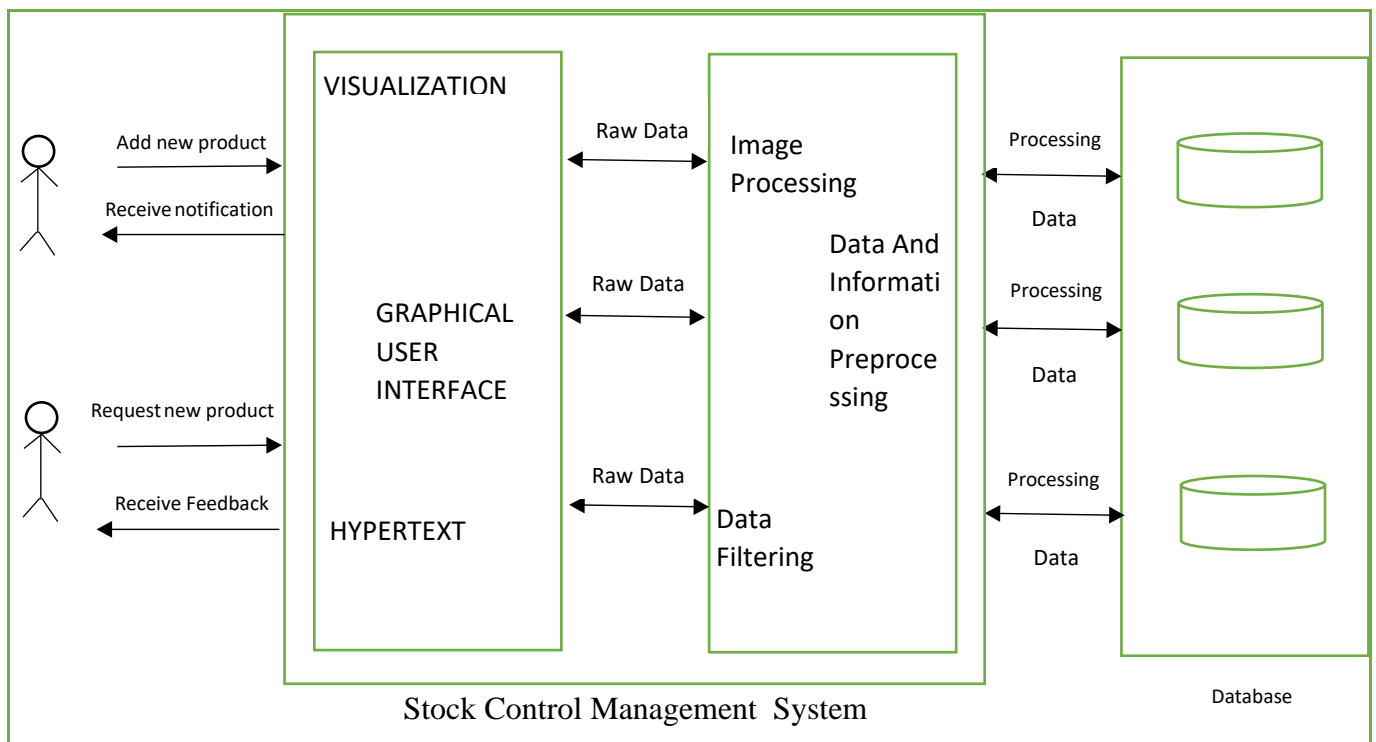 VISUALIZATION
Add new product
Receive notification
GRAPHICAL
USER
INTERFACE
Request new product
Receive Feedback
HYPERTEXT
Raw Data
Raw Data
Raw Data
Image
Processing
Data And
Informati
on
Preproce
ssing
Data
Filtering
Processing
Data
Processing
Data
Processing
Data
Database
Stock Control Management System